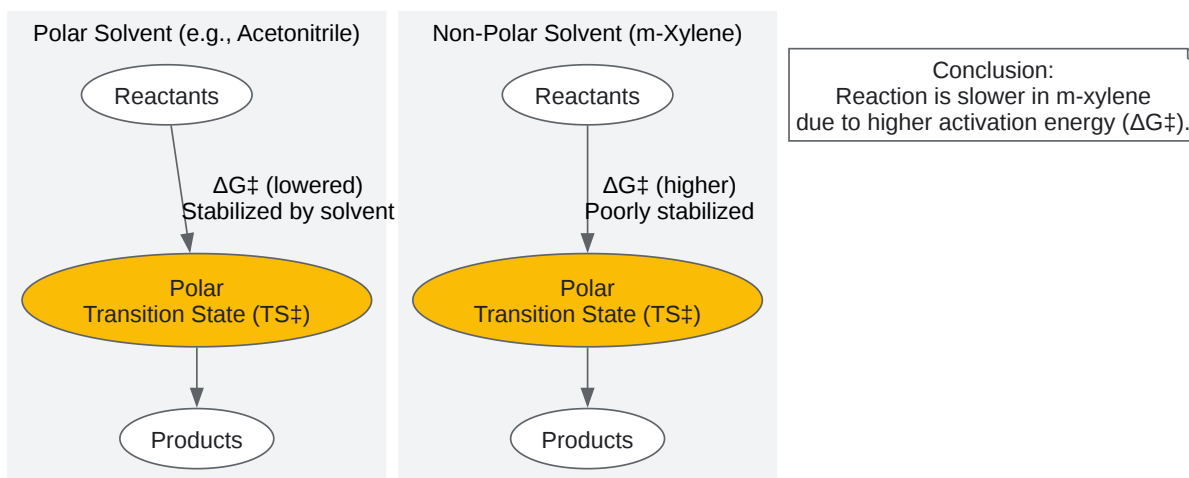 Polar Solvent (e.g., Acetonitrile)
Reactants
ΔG‡ (lowered)
Stabilized by solvent
Polar
Transition State (TS‡)
Products
Non-Polar Solvent (m-Xylene)
Reactants
ΔG‡ (higher)
Poorly stabilized
Polar
Transition State (TS‡)
Products
Conclusion:
Reaction is slower in m-xylene
due to higher activation energy (ΔG‡).